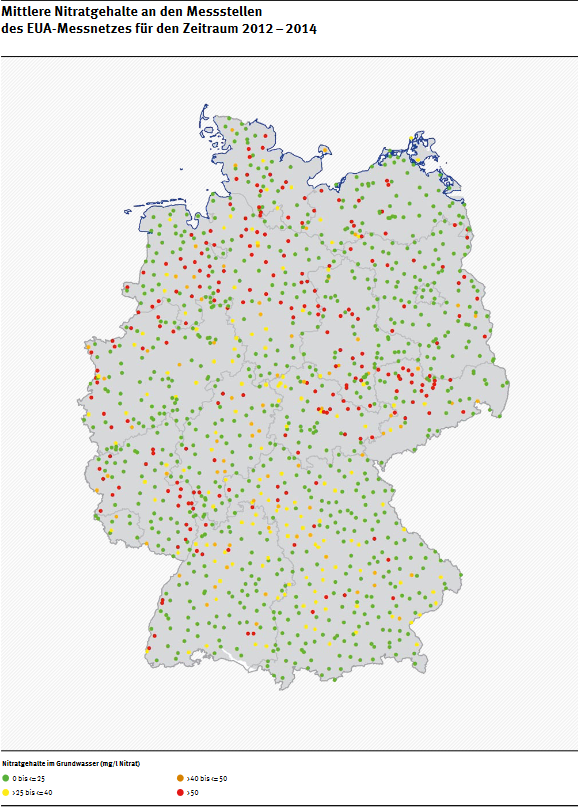 Mittlere Nitratgehalte an den Messstellen
des EUA-Messnetzes für den Zeitraum 2012 – 2014
Nitratgehalte im Grundwasser (mg/l Nitrat)
0 bis <= 25
>40 bis <= 50
>25 bis <= 40
>50